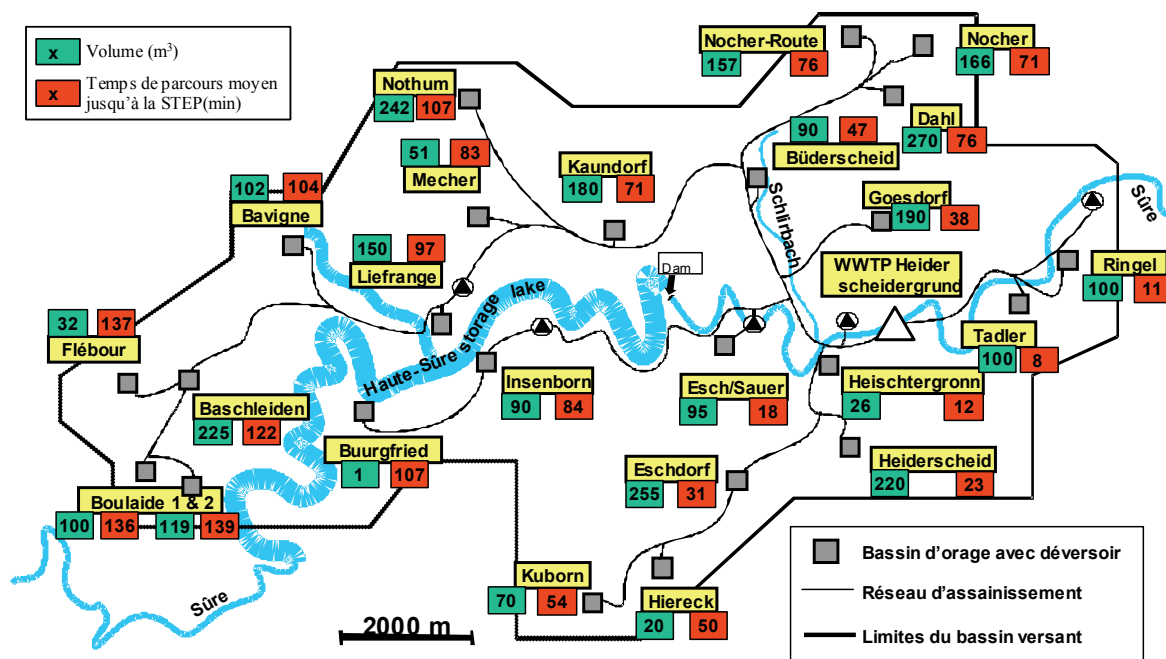 x Volume (m³)
x Temps de parcours moyen
jusqu'à la STEP(min)
Nocher-Route
157 76
Nocher
166 71
Nothum
242 107
51 83
Mecher
Kaundorf
180 71
90 47
Büderscheid
Dahl
270 76
102 104
Bavigne
150 97
Liefrange
Goesdorf
190 38
Schlirbach
Sûre
Dam
WWTP Heider
scheidergrund
Ringel
100 11
32 137
Flébour
Haute-Sûre storage lake
Tadler
100 8
Baschleiden
225 122
Insenborn
90 84
Esch/Sauer
95 18
Heischtergronn
26 12
Buurgfried
1 107
Eschdorf
255 31
Heiderscheid
220 23
Boulaide 1 & 2
100 136 119 139
Kuborn
70 54
Hiereck
20 50
Sûre
2000 m
Bassin d'orage avec déversoir
Réseau d'assainissement
Limites du bassin versant